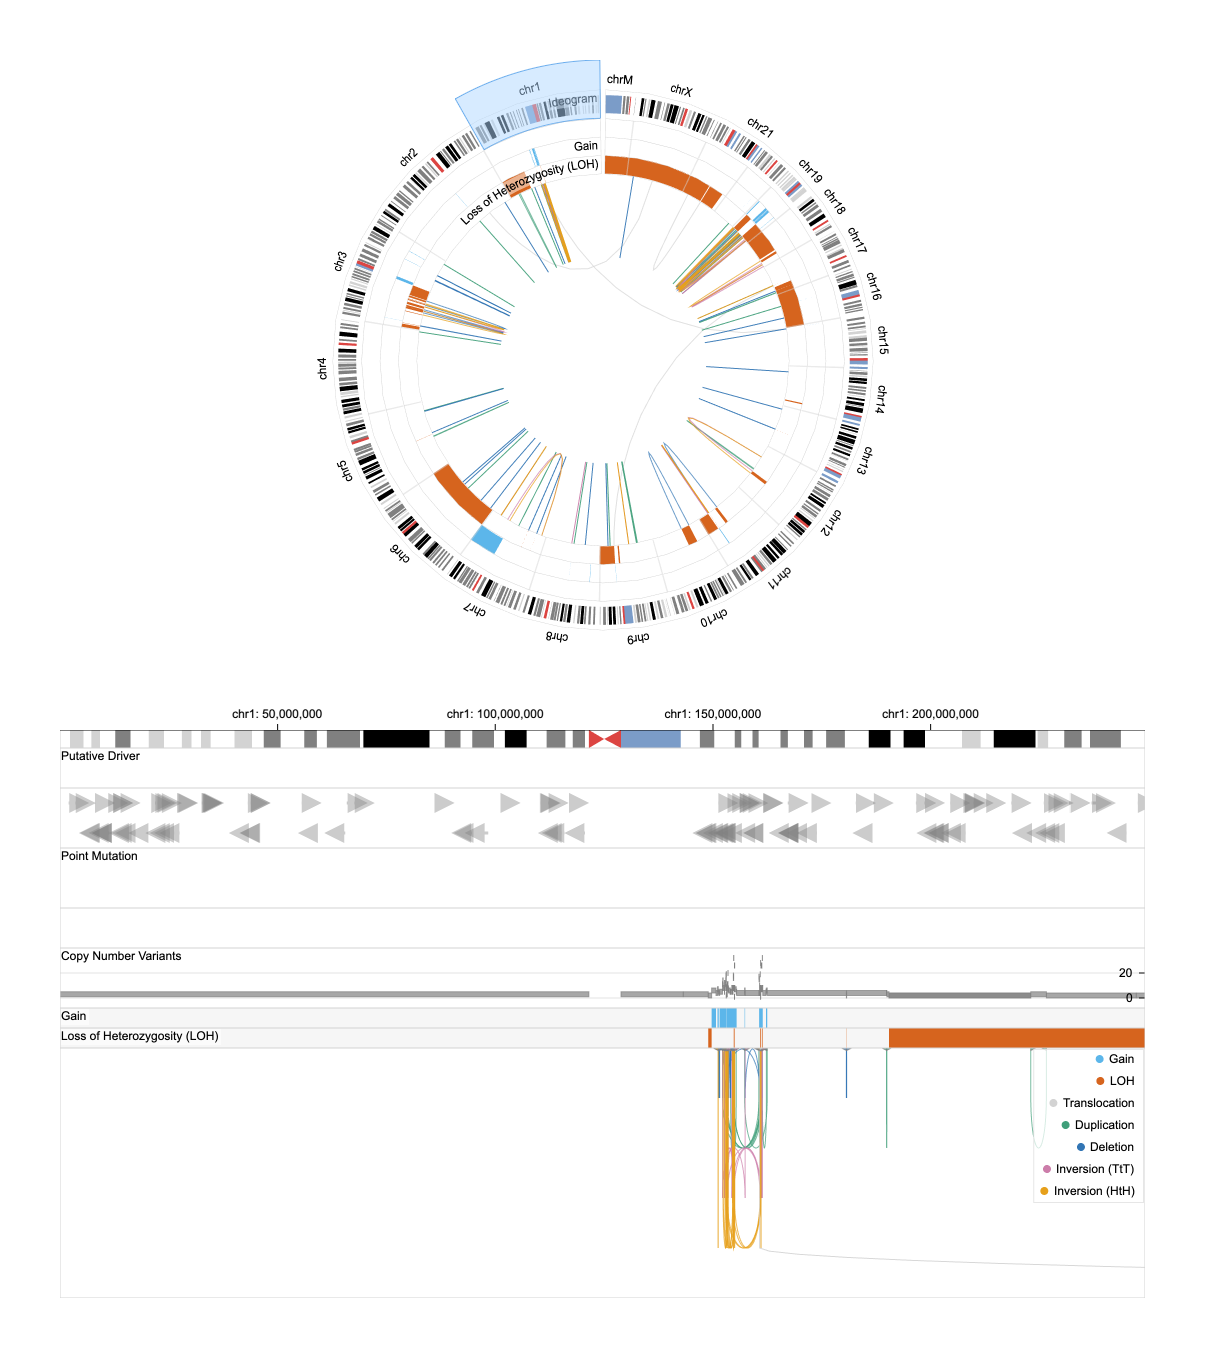 chrM
chrX
chr21
chr19
chr18
chr17
chr16
chr15
chr14
chr13
chr12
chr11
chr10
chr9
chr8
chr7
chr6
chr5
chr4
chr3
chr2
chr1
Ideogram
Gain
Loss of Heterozygosity (LOH)
chr1: 50,000,000
chr1: 100,000,000
chr1: 150,000,000
chr1: 200,000,000
Putative Driver
Point Mutation
Copy Number Variants
20
0
Gain
Loss of Heterozygosity (LOH)
Gain
LOH
Translocation
Duplication
Deletion
Inversion (TtT)
Inversion (HtH)